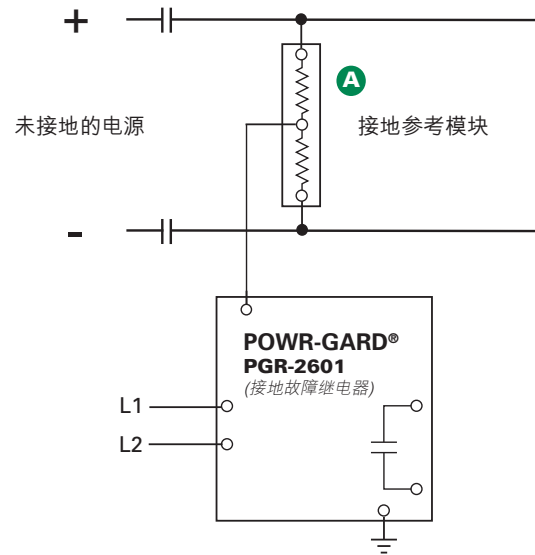 +
A
未接地的电源
接地参考模块
-
POWR-GARD®
PGR-2601
(接地故障继电器)
L1
L2